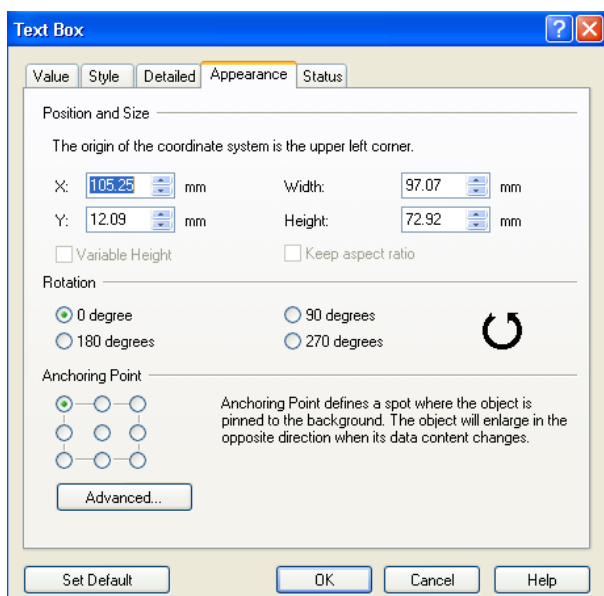 Text Box
Value Style Detailed Appearance Status
Position and Size
The origin of the coordinate system is the upper left corner.
X: 105.25 mm Width: 97.07 mm
Y: 12.09 mm Height: 72.92 mm
Variable Height Keep aspect ratio
Rotation
0 degree 90 degrees
180 degrees 270 degrees
Anchoring Point
Anchoring Point defines a spot where the object is
pinned to the background. The object will enlarge in the
opposite direction when its data content changes.
Advanced...
Set Default OK Cancel Help